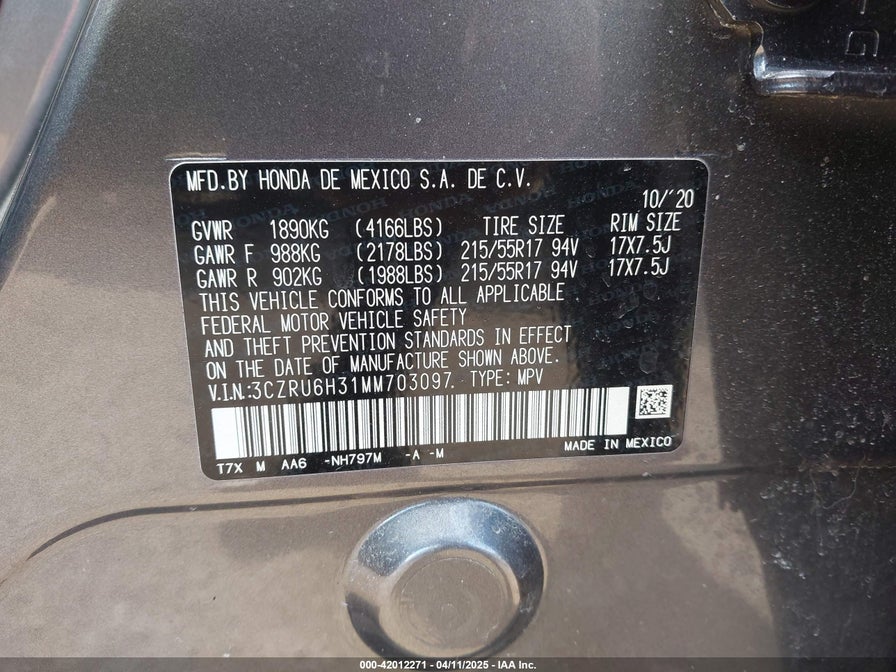 MFD.BY HONDA DE MEXICO S.A. DE C.V.
10/'20
GVWR 1890KG (4166LBS) TIRE SIZE RIM SIZE
GAWR F 988KG (2178LBS) 215/55R17 94V 17X7.5J
GAWR R 902KG (1988LBS) 215/55R17 94V 17X7.5J
THIS VEHICLE CONFORMS TO ALL APPLICABLE
FEDERAL MOTOR VEHICLE SAFETY
AND THEFT PREVENTION STANDARDS IN EFFECT
ON THE DATE OF MANUFACTURE SHOWN ABOVE.
V.I.N.:3CZRU6H31MM703097. TYPE: MPV
T7X M AA6 -NH797M -A -M MADE IN MEXICO
000-42012271 - 04/11/2025 - IAA Inc.